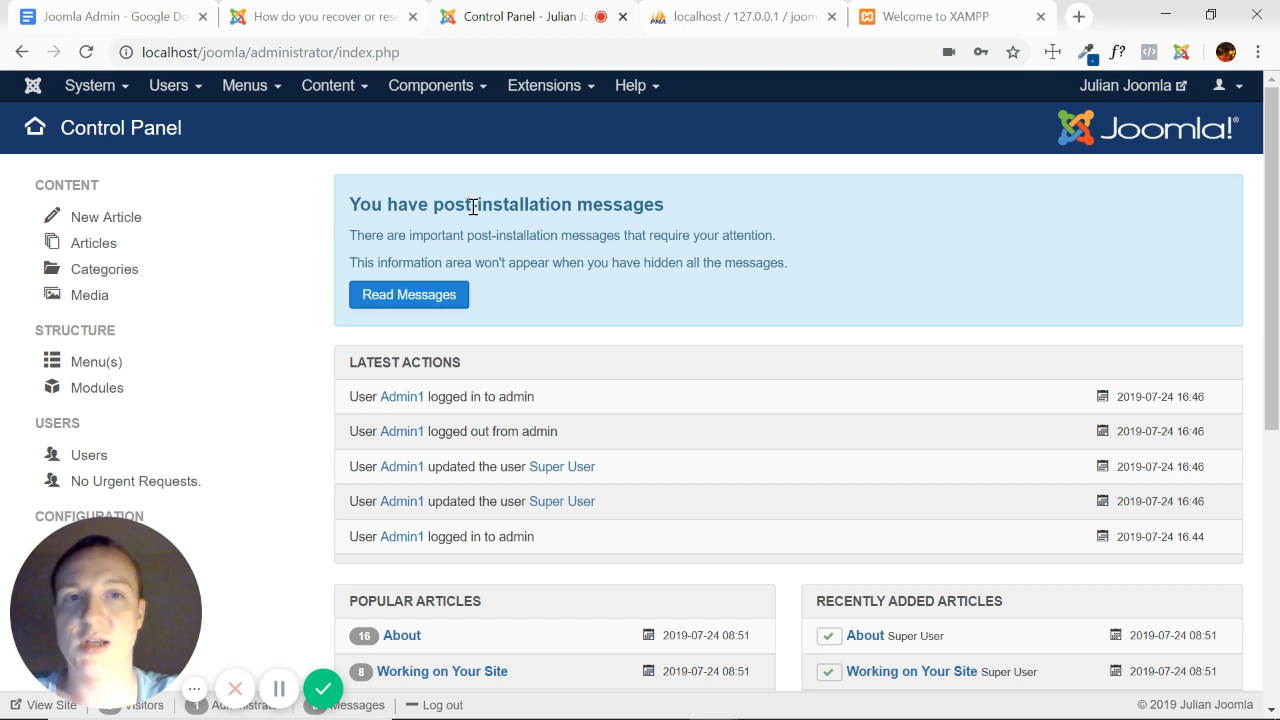 Joomla Admin - Google Do
How do you recover or rese
Control Panel - Julian J
localhost / 127.0.0.1 / joom
Welcome to XAMPP
localhost/joomla/administrator/index.php
f?
System Users Menus Content Components Extensions Help Julian Joomla
Control Panel
Joomla!®
CONTENT
New Article
Articles
Categories
Media
STRUCTURE
Menu(s)
Modules
USERS
Users
No Urgent Requests.
CONFIGURATION
You have post-installation messages
There are important post-installation messages that require your attention.
This information area won't appear when you have hidden all the messages.
Read Messages
LATEST ACTIONS
User Admin1 logged in to admin 2019-07-24 16:46
User Admin1 logged out from admin 2019-07-24 16:46
User Admin1 updated the user Super User 2019-07-24 16:46
User Admin1 updated the user Super User 2019-07-24 16:46
User Admin1 logged in to admin 2019-07-24 16:44
POPULAR ARTICLES
16 About 2019-07-24 08:51
8 Working on Your Site 2019-07-24 08:51
RECENTLY ADDED ARTICLES
About Super User 2019-07-24 08:51
Working on Your Site Super User 2019-07-24 08:51
View Site Visitors 1 Administra Messages Log out
© 2019 Julian Joomla